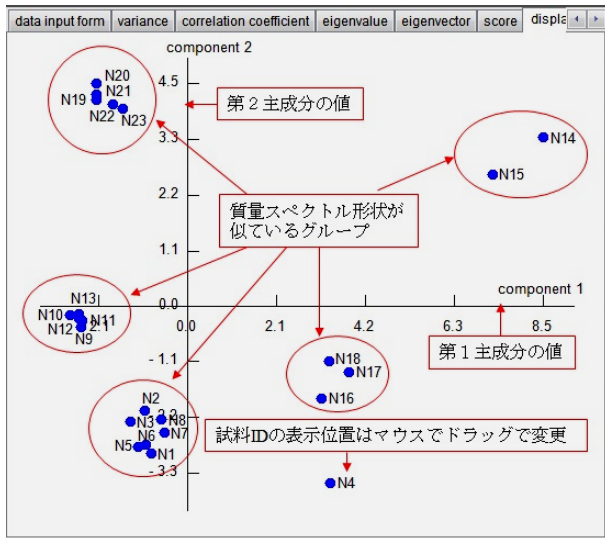 data input form variance correlation coefficient eigenvalue eigenvector score displa
component 2
4.5
N20
N21
N19
N22
N23
第２主成分の値
3.3
N14
N15
2.2
質量スペクトル形状が
似ているグループ
1.1
N13
0.0
component 1
N10
N11
N12
2.1
N9
0.0
2.1
4.2
6.3
8.5
第１主成分の値
-1.1
N18
N17
N16
N2
-2.2
N3
N8
N6
N7
N5
N1
試料IDの表示位置はマウスでドラッグで変更
-3.3
N4